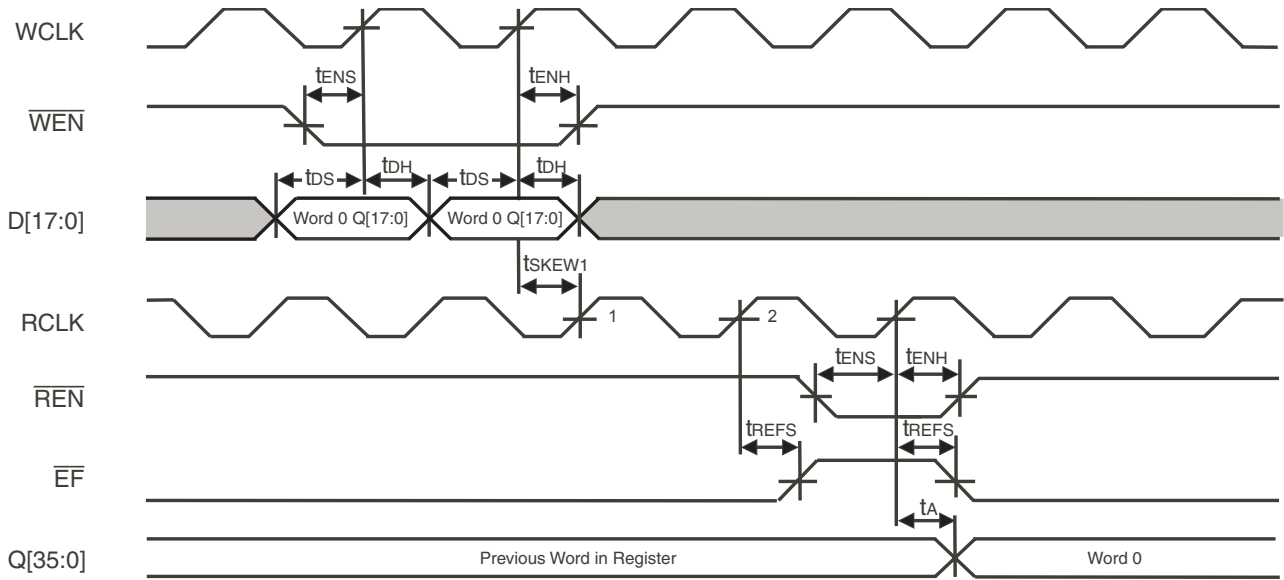 WCLK
tENS
tENH
WEN
tDS
tDH
tDS
tDH
D[17:0]
Word 0 Q[17:0]
Word 0 Q[17:0]
tSKEW1
RCLK
1
2
tENS
tENH
REN
tREFS
tREFS
EF
tA
Q[35:0]
Previous Word in Register
Word 0